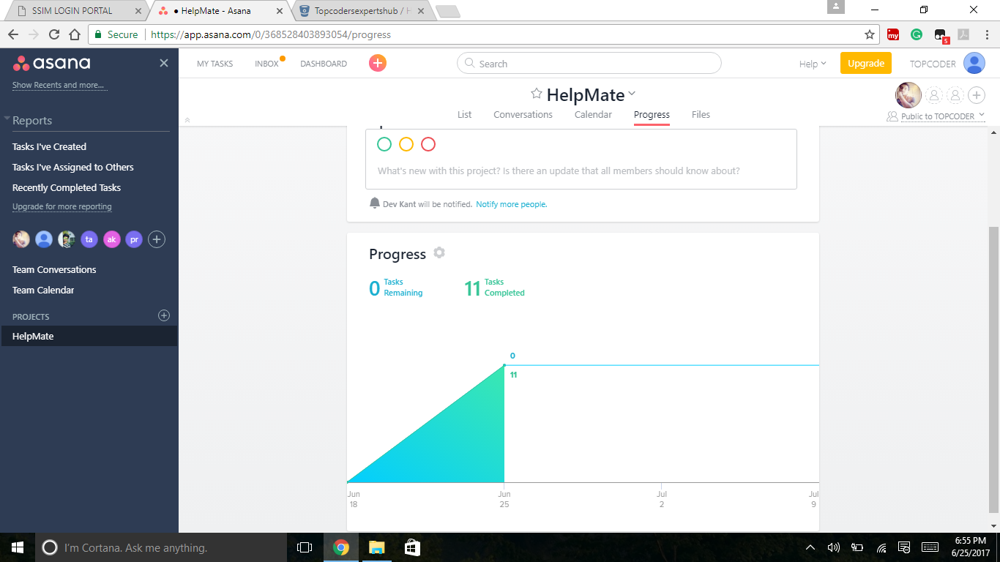 SSIM LOGIN PORTAL
● HelpMate - Asana
Topcodersexpertshub / H
Secure
https://app.asana.com/0/368528403893054/progress
my
s
asana
Show Recents and more...
Reports
Tasks I've Created
Tasks I've Assigned to Others
Recently Completed Tasks
Upgrade for more reporting
ta
ak
pr
Team Conversations
Team Calendar
PROJECTS
HelpMate
MY TASKS
INBOX
DASHBOARD
Search
Help
Upgrade
TOPCODER
HelpMate
List
Conversations
Calendar
Progress
Files
Public to TOPCODER
What's new with this project? Is there an update that all members should know about?
Dev Kant will be notified. Notify more people.
Progress
0
Tasks
Remaining
11
Tasks
Completed
0
11
Jun
18
Jun
25
Jul
2
Jul
9
I'm Cortana. Ask me anything.
6:55 PM
6/25/2017